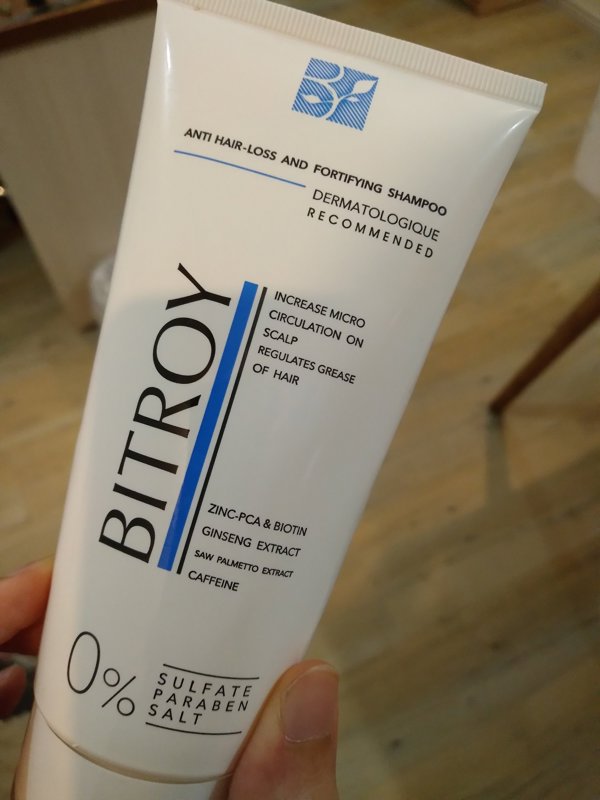 BF
ANTI HAIR-LOSS AND FORTIFYING SHAMPOO
DERMATOLOGIQUE
RECOMMENDED
BITROY
INCREASE MICRO
CIRCULATION ON
SCALP
REGULATES GREASE
OF HAIR
ZINC-PCA & BIOTIN
GINSENG EXTRACT
SAW PALMETTO EXTRACT
CAFFEINE
0%
SULFATE
PARABEN
SALT